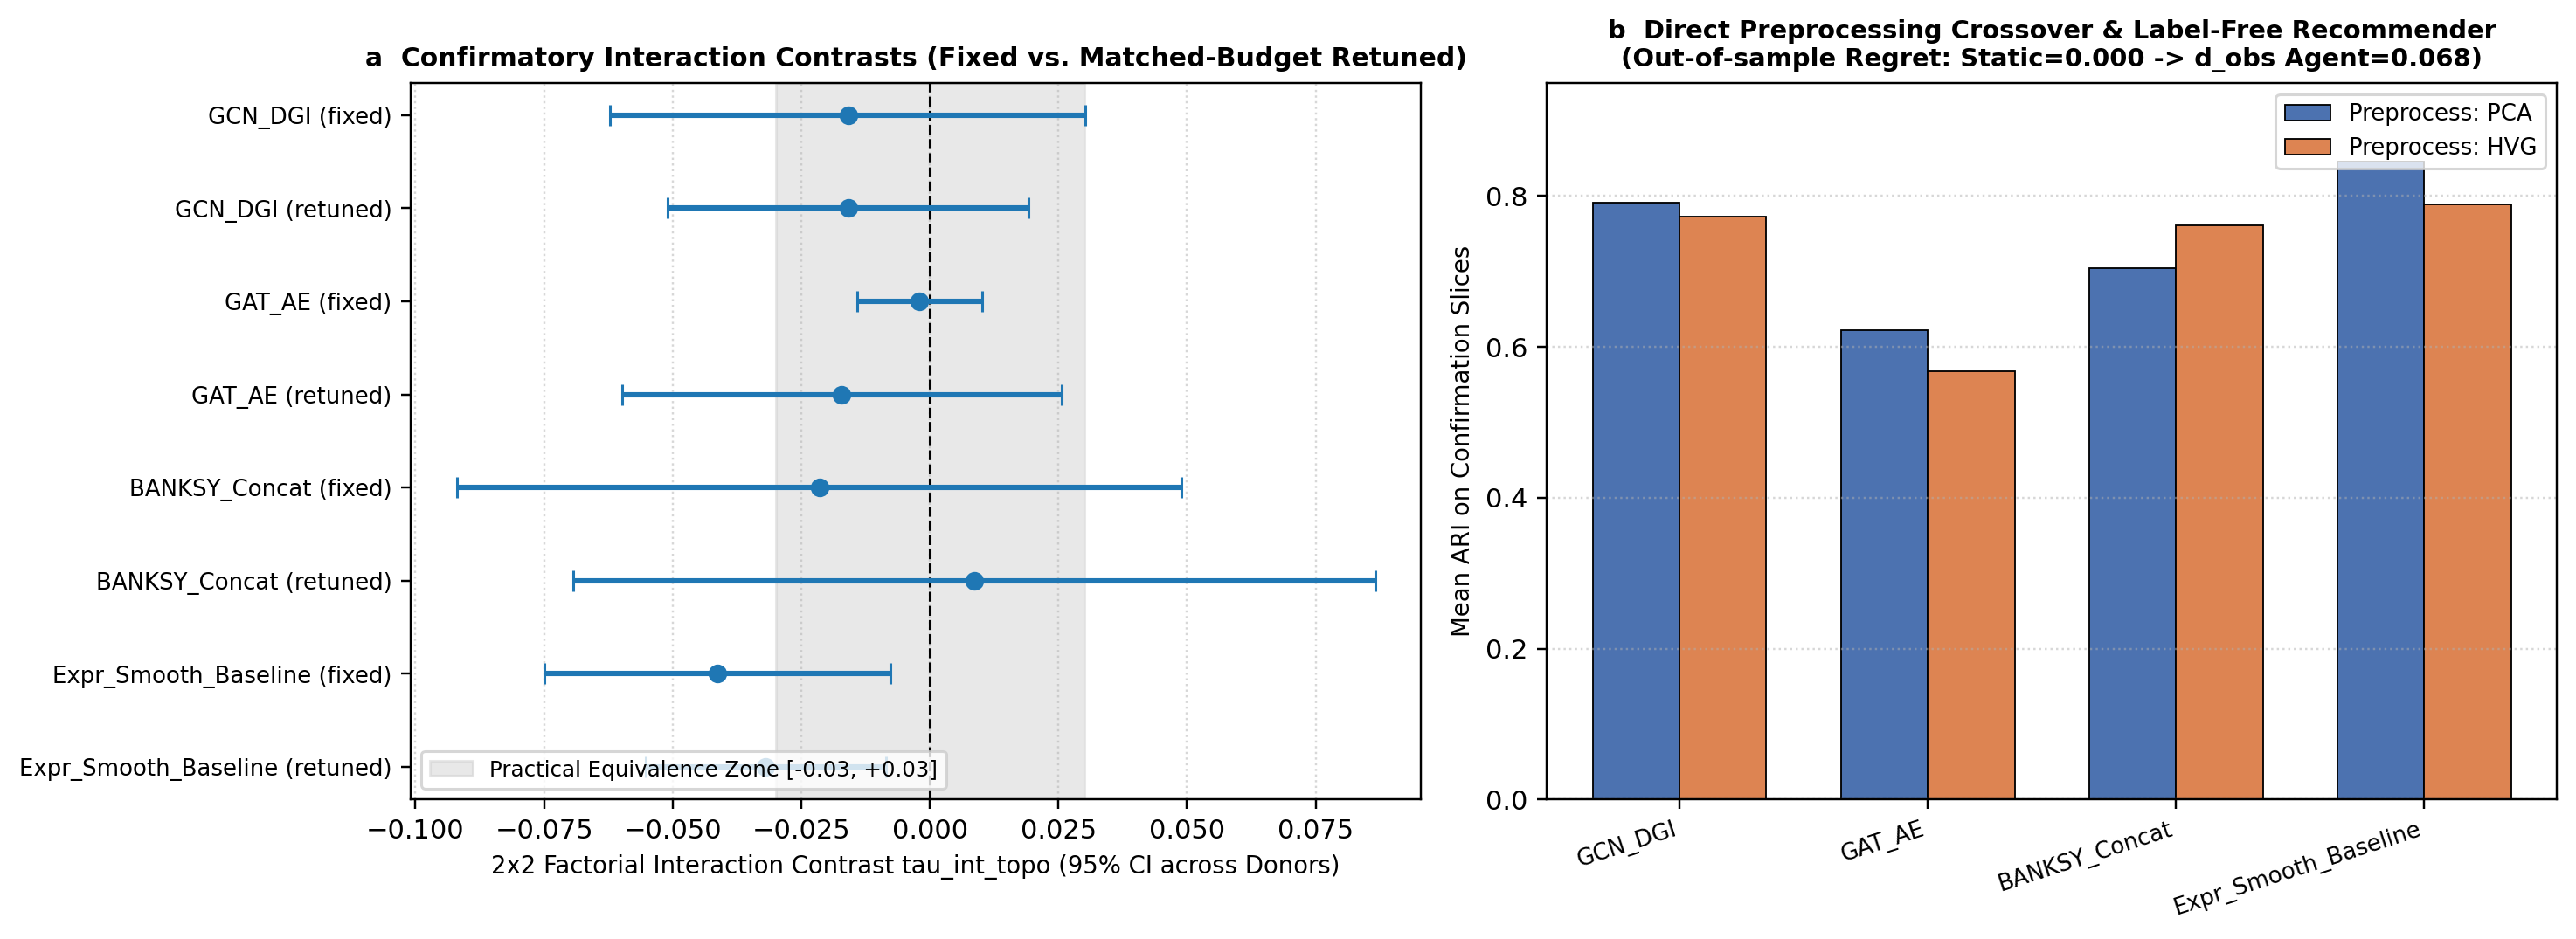 a  Confirmatory Interaction Contrasts (Fixed vs. Matched-Budget Retuned)
GCN_DGI (fixed)
GCN_DGI (retuned)
GAT_AE (fixed)
GAT_AE (retuned)
BANKSY_Concat (fixed)
BANKSY_Concat (retuned)
Expr_Smooth_Baseline (fixed)
Expr_Smooth_Baseline (retuned)
Practical Equivalence Zone [-0.03, +0.03]
−0.100 −0.075 −0.050 −0.025 0.000 0.025 0.050 0.075
2x2 Factorial Interaction Contrast tau_int_topo (95% CI across Donors)
b  Direct Preprocessing Crossover & Label-Free Recommender
(Out-of-sample Regret: Static=0.000 -> d_obs Agent=0.068)
Preprocess: PCA
Preprocess: HVG
Mean ARI on Confirmation Slices
0.8
0.6
0.4
0.2
0.0
GCN_DGI
GAT_AE
BANKSY_Concat
Expr_Smooth_Baseline